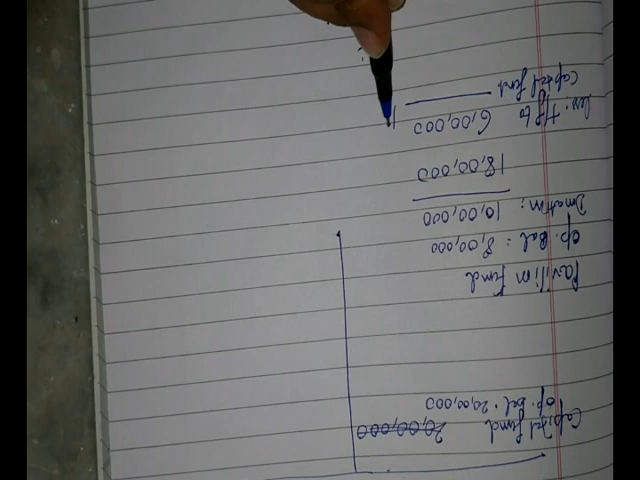 Capital fund 20,00,000
op. Bal. 20,00,000
Pavilion fund
op. Bal : 8,00,000
Donation : 10,00,000
18,00,000
Less: Tf to 6,00,000
Capital fund